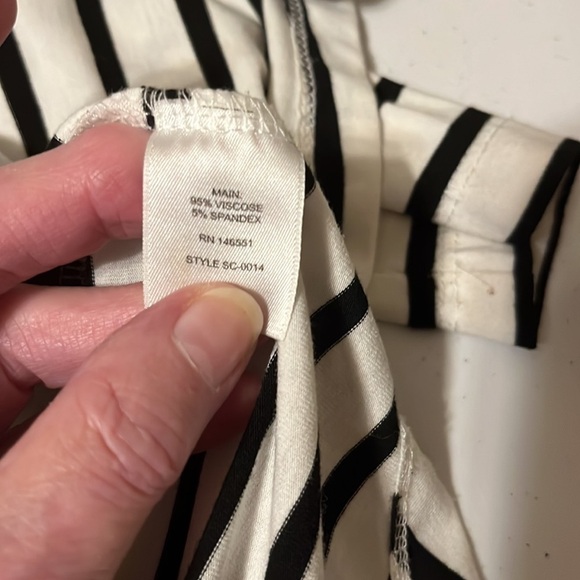 MAIN:
95% VISCOSE
5% SPANDEX
RN 146551
STYLE SC-0014